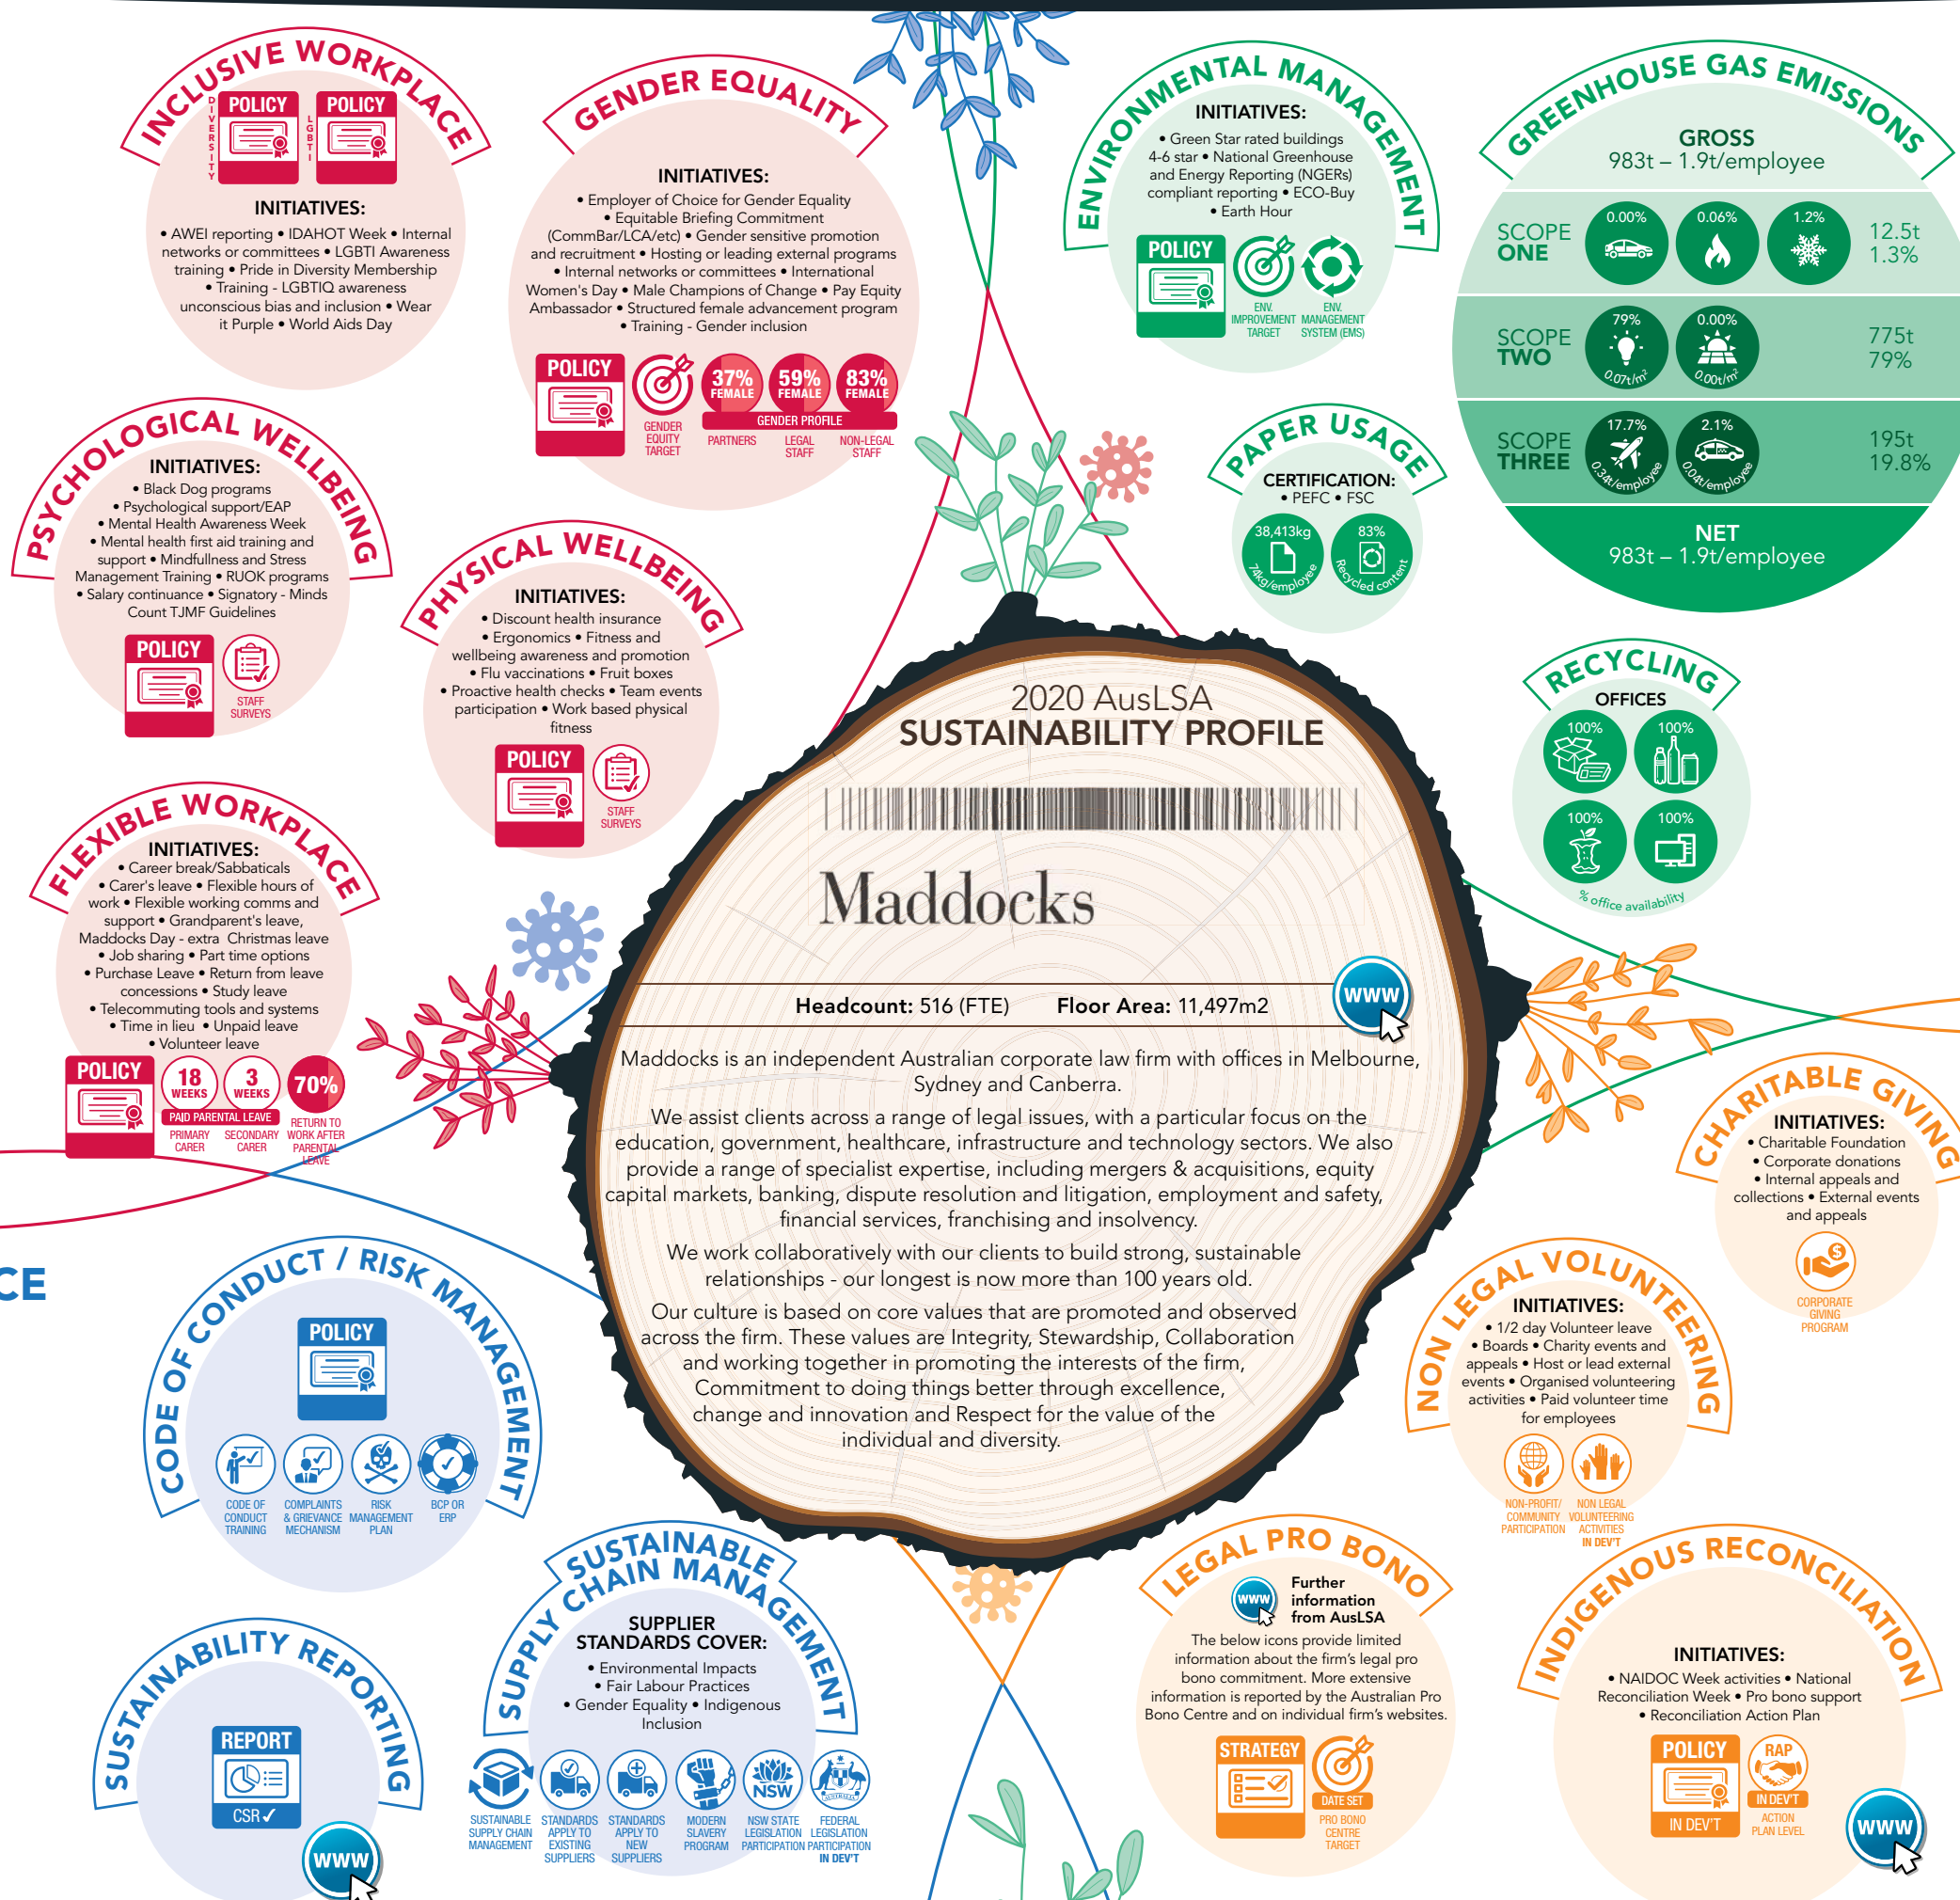 INCLUSIVE WORKPLACE
DIVERSITY
POLICY
LGBTI
POLICY
INITIATIVES:
• AWEI reporting • IDAHOT Week • Internal
networks or committees • LGBTI Awareness
training • Pride in Diversity Membership
• Training - LGBTIQ awareness
unconscious bias and inclusion • Wear
it Purple • World Aids Day
GENDER EQUALITY
INITIATIVES:
• Employer of Choice for Gender Equality
• Equitable Briefing Commitment
(CommBar/LCA/etc) • Gender sensitive promotion
and recruitment • Hosting or leading external programs
• Internal networks or committees • International
Women's Day • Male Champions of Change • Pay Equity
Ambassador • Structured female advancement program
• Training - Gender inclusion
POLICY
GENDER
EQUITY
TARGET
37%
FEMALE
59%
FEMALE
83%
FEMALE
GENDER PROFILE
PARTNERS
LEGAL
STAFF
NON-LEGAL
STAFF
ENVIRONMENTAL MANAGEMENT
INITIATIVES:
• Green Star rated buildings
4-6 star • National Greenhouse
and Energy Reporting (NGERs)
compliant reporting • ECO-Buy
• Earth Hour
POLICY
ENV.
IMPROVEMENT
TARGET
ENV.
MANAGEMENT
SYSTEM (EMS)
GREENHOUSE GAS EMISSIONS
GROSS
983t – 1.9t/employee
SCOPE
ONE
0.00%
0.06%
1.2%
12.5t
1.3%
SCOPE
TWO
79%
0.07t/m²
0.00%
0.00t/m²
775t
79%
SCOPE
THREE
17.7%
0.34t/employee
2.1%
0.04t/employee
195t
19.8%
NET
983t – 1.9t/employee
PSYCHOLOGICAL WELLBEING
INITIATIVES:
• Black Dog programs
• Psychological support/EAP
• Mental Health Awareness Week
• Mental health first aid training and
support • Mindfullness and Stress
Management Training • RUOK programs
• Salary continuance • Signatory - Minds
Count TJMF Guidelines
POLICY
STAFF
SURVEYS
PHYSICAL WELLBEING
INITIATIVES:
• Discount health insurance
• Ergonomics • Fitness and
wellbeing awareness and promotion
• Flu vaccinations • Fruit boxes
• Proactive health checks • Team events
participation • Work based physical
fitness
POLICY
STAFF
SURVEYS
PAPER USAGE
CERTIFICATION:
• PEFC • FSC
38,413kg
74kg/employee
83%
Recycled content
RECYCLING
OFFICES
100%
100%
100%
100%
% office availability
FLEXIBLE WORKPLACE
INITIATIVES:
• Career break/Sabbaticals
• Carer's leave • Flexible hours of
work • Flexible working comms and
support • Grandparent's leave,
Maddocks Day - extra Christmas leave
• Job sharing • Part time options
• Purchase Leave • Return from leave
concessions • Study leave
• Telecommuting tools and systems
• Time in lieu • Unpaid leave
• Volunteer leave
POLICY
18
WEEKS
3
WEEKS
70%
PAID PARENTAL LEAVE
PRIMARY
CARER
SECONDARY
CARER
RETURN TO
WORK AFTER
PARENTAL
LEAVE
2020 AusLSA
SUSTAINABILITY PROFILE
Maddocks
www
Headcount: 516 (FTE) Floor Area: 11,497m2
Maddocks is an independent Australian corporate law firm with offices in Melbourne,
Sydney and Canberra.
We assist clients across a range of legal issues, with a particular focus on the
education, government, healthcare, infrastructure and technology sectors. We also
provide a range of specialist expertise, including mergers & acquisitions, equity
capital markets, banking, dispute resolution and litigation, employment and safety,
financial services, franchising and insolvency.
We work collaboratively with our clients to build strong, sustainable
relationships - our longest is now more than 100 years old.
Our culture is based on core values that are promoted and observed
across the firm. These values are Integrity, Stewardship, Collaboration
and working together in promoting the interests of the firm,
Commitment to doing things better through excellence,
change and innovation and Respect for the value of the
individual and diversity.
CHARITABLE GIVING
INITIATIVES:
• Charitable Foundation
• Corporate donations
• Internal appeals and
collections • External events
and appeals
CORPORATE
GIVING
PROGRAM
NON LEGAL VOLUNTEERING
INITIATIVES:
• 1/2 day Volunteer leave
• Boards • Charity events and
appeals • Host or lead external
events • Organised volunteering
activities • Paid volunteer time
for employees
NON-PROFIT/
COMMUNITY
PARTICIPATION
NON LEGAL
VOLUNTEERING
ACTIVITIES
IN DEV'T
CE
CODE OF CONDUCT / RISK MANAGEMENT
POLICY
CODE OF
CONDUCT
TRAINING
COMPLAINTS
& GRIEVANCE
MECHANISM
RISK
MANAGEMENT
PLAN
BCP OR
ERP
SUSTAINABLE
SUPPLY CHAIN MANAGEMENT
SUPPLIER
STANDARDS COVER:
• Environmental Impacts
• Fair Labour Practices
• Gender Equality • Indigenous
Inclusion
NSW
AUSTRALIA
SUSTAINABLE
SUPPLY CHAIN
MANAGEMENT
STANDARDS
APPLY TO
EXISTING
SUPPLIERS
STANDARDS
APPLY TO
NEW
SUPPLIERS
MODERN
SLAVERY
PROGRAM
NSW STATE
LEGISLATION
PARTICIPATION
FEDERAL
LEGISLATION
PARTICIPATION
IN DEV'T
SUSTAINABILITY REPORTING
REPORT
CSR ✓
www
LEGAL PRO BONO
www
Further
information
from AusLSA
The below icons provide limited
information about the firm's legal pro
bono commitment. More extensive
information is reported by the Australian Pro
Bono Centre and on individual firm's websites.
STRATEGY
DATE SET
PRO BONO
CENTRE
TARGET
INDIGENOUS RECONCILIATION
INITIATIVES:
• NAIDOC Week activities • National
Reconciliation Week • Pro bono support
• Reconciliation Action Plan
POLICY
IN DEV'T
RAP
IN DEV'T
ACTION
PLAN LEVEL
www